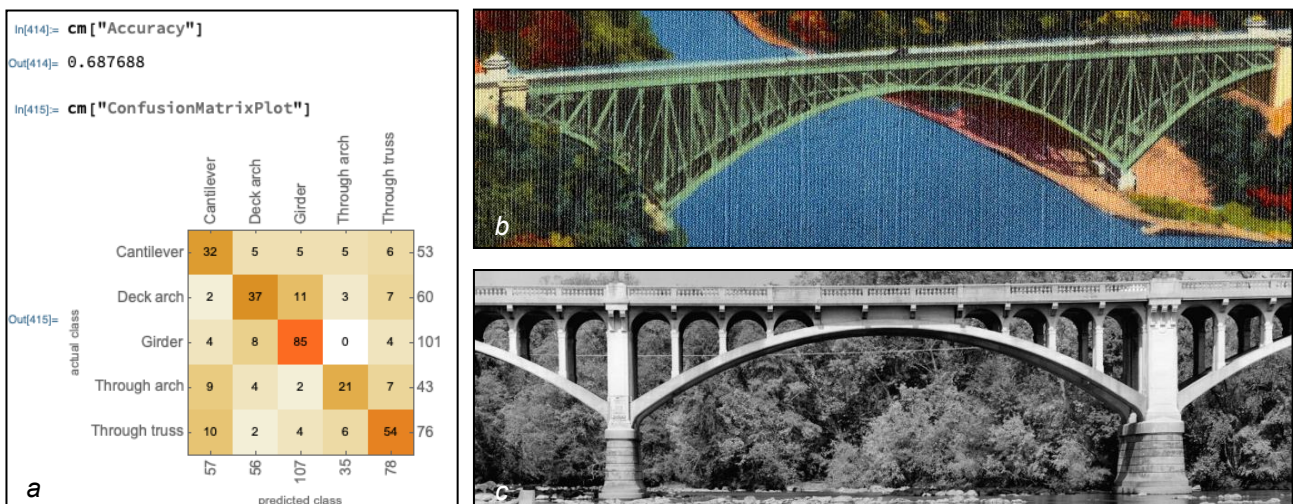 In[414]:= cm["Accuracy"]
Out[414]= 0.687688
In[415]:= cm["ConfusionMatrixPlot"]
Cantilever
Deck arch
Girder
Through arch
Through truss
Cantilever 32 5 5 5 6 53
Deck arch 2 37 11 3 7 60
Out[415]=
actual class
Girder 4 8 85 0 4 101
Through arch 9 4 2 21 7 43
Through truss 10 2 4 6 54 76
57 56 107 35 78
predicted class
a
b
c